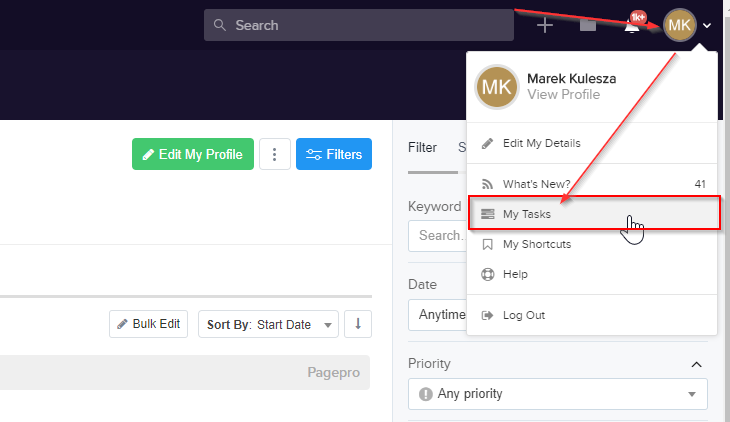 Search
1k+
MK
MK
Marek Kulesza
View Profile
Edit My Profile
Filters
Filter
S
Edit My Details
What's New? 41
Keyword
My Tasks
Search...
My Shortcuts
Help
Date
Anytime
Log Out
Bulk Edit
Sort By: Start Date
Priority
Pagepro
Any priority